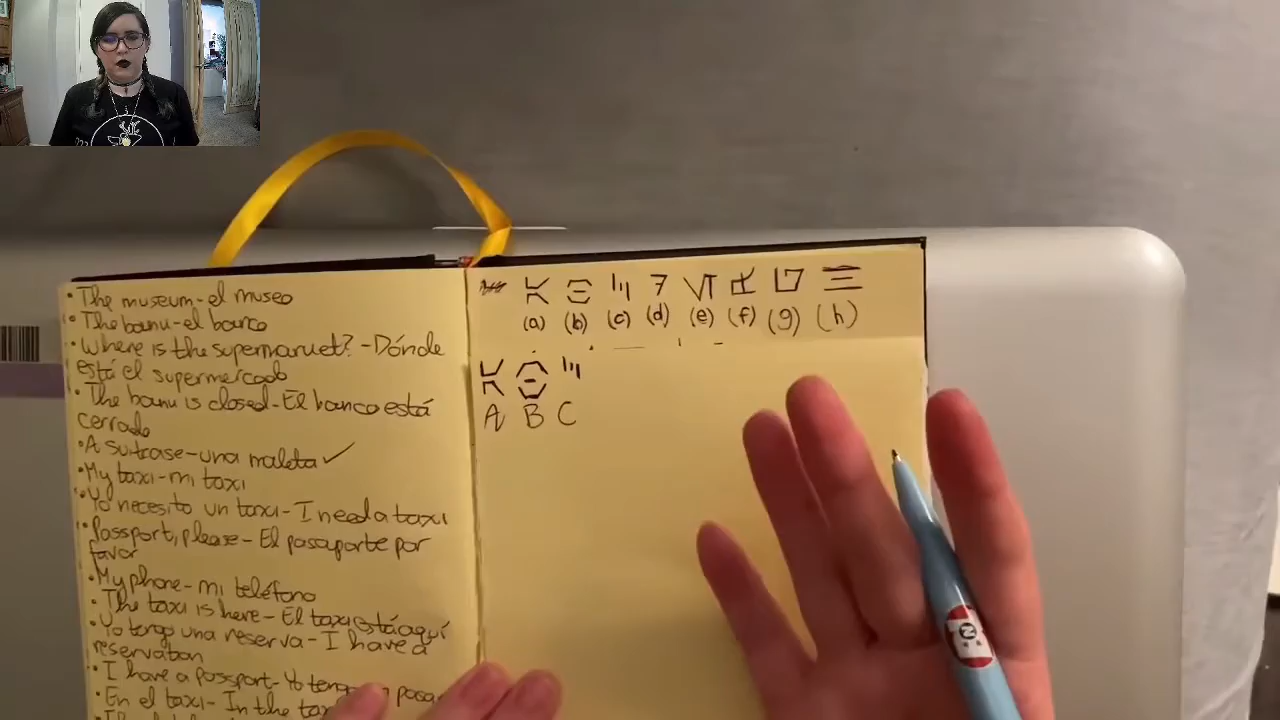 • The museum - el museo
• The banu - el banco
• Where is the supermaruet? - Dónde
está el supermercado
• The banu is closed - El banco está
cerrado
• A suitcase - una maleta ✓
• My taxi - mi taxi
• Yo necesito un taxi - I need a taxi
• Passport, please - El pasaporte por
favor
• My phone - mi teléfono
• The taxi is here - El taxi está aquí
• Yo tengo una reserva - I have a
reservation
• I have a passport - Yo tengo
• En el taxi - In the
(a) (b) (c) (d) (e) (f) (g) (h)
A B C